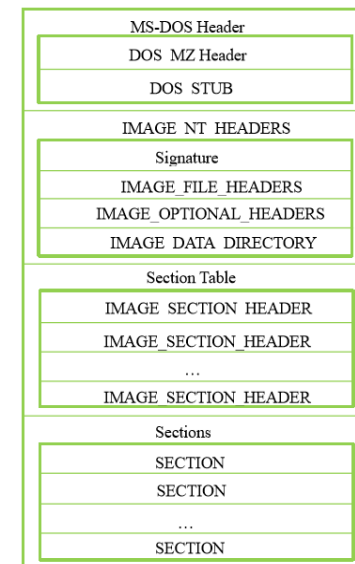 MS-DOS Header
DOS MZ Header
DOS STUB
IMAGE NT HEADERS
Signature
IMAGE_FILE_HEADERS
IMAGE_OPTIONAL_HEADERS
IMAGE DATA DIRECTORY
Section Table
IMAGE SECTION HEADER
IMAGE_SECTION_HEADER
…
IMAGE SECTION HEADER
Sections
SECTION
SECTION
…
SECTION